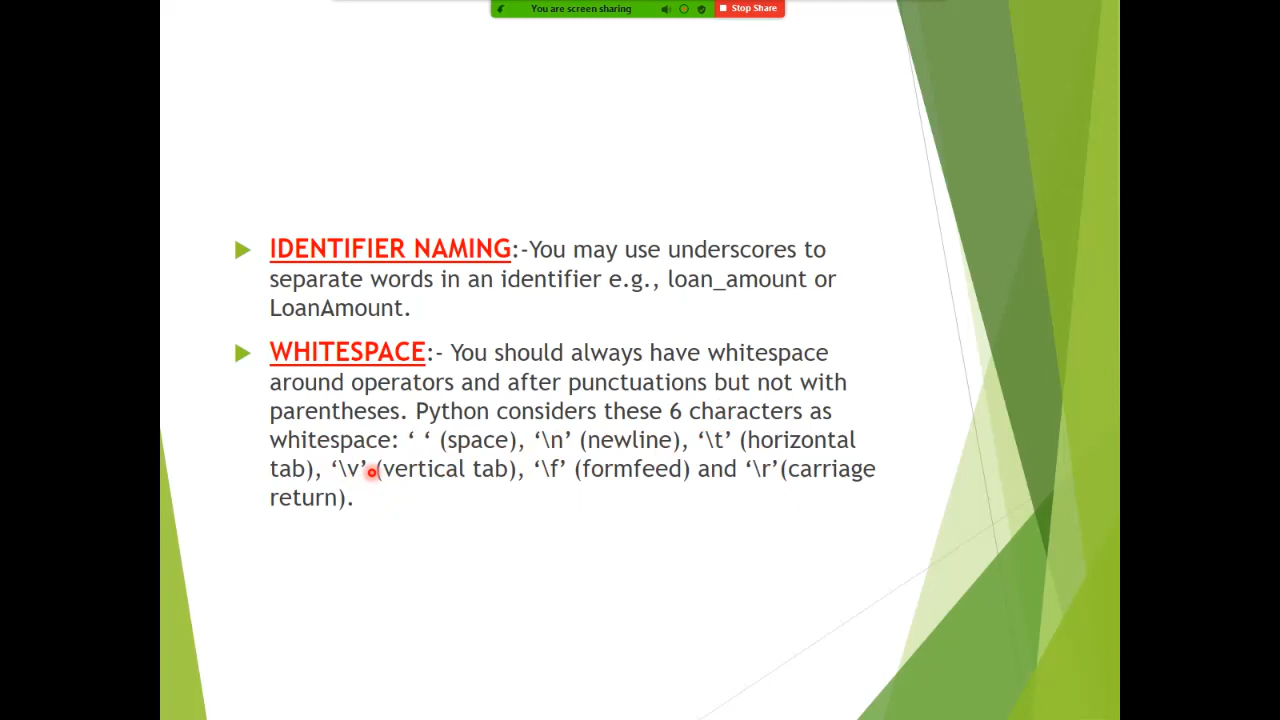 You are screen sharing
Stop Share
IDENTIFIER NAMING:-You may use underscores to
separate words in an identifier e.g., loan_amount or
LoanAmount.
WHITESPACE:- You should always have whitespace
around operators and after punctuations but not with
parentheses. Python considers these 6 characters as
whitespace: ‘ ‘ (space), ‘\n’ (newline), ‘\t’ (horizontal
tab), ‘\v’ (vertical tab), ‘\f’ (formfeed) and ‘\r’(carriage
return).